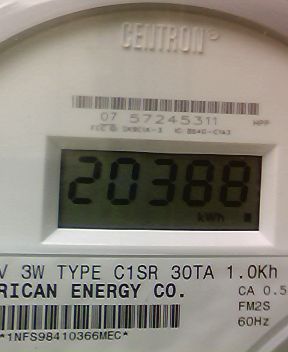 CENTRON®
07 57245311 HPP
20388
kWh
V 3W TYPE C1SR 30TA 1.0Kh
RICAN ENERGY CO. CA 0.5
FM2S
60Hz
*1NFS98410366MEC*